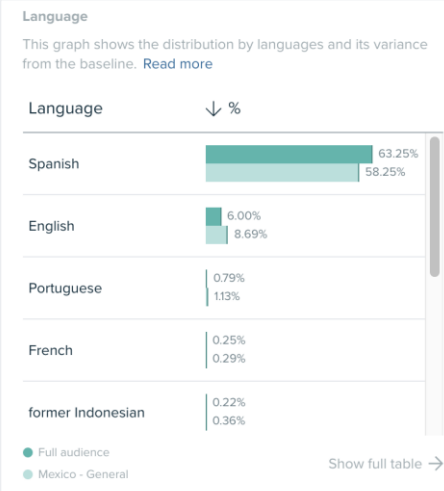 Language
This graph shows the distribution by languages and its variance
from the baseline. Read more
Language ↓ %
Spanish 63.25%
58.25%
English 6.00%
8.69%
Portuguese 0.79%
1.13%
French 0.25%
0.29%
former Indonesian 0.22%
0.36%
Full audience
Mexico - General
Show full table →